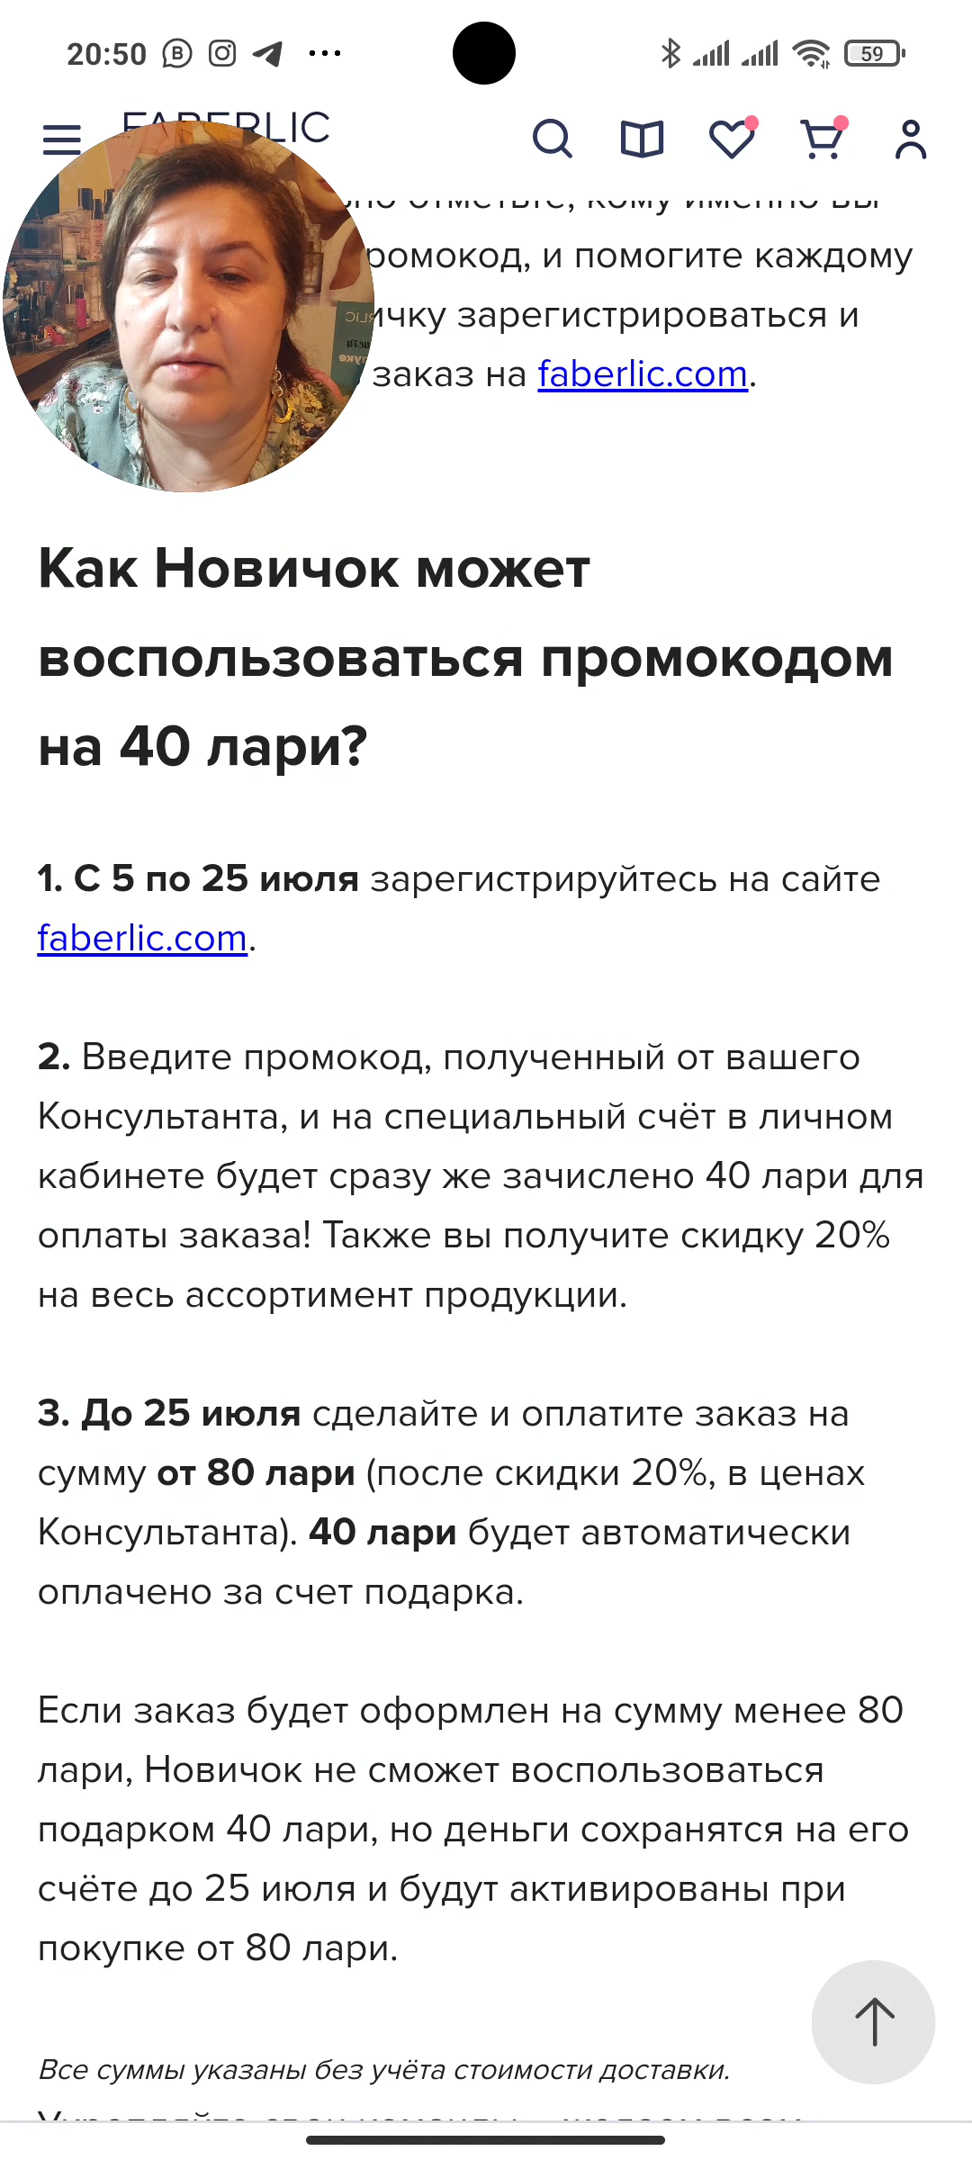 20:50
59
FABERLIC
ромокод, и помогите каждому
ичку зарегистрироваться и
заказ на faberlic.com.
Как Новичок может
воспользоваться промокодом
на 40 лари?
1. С 5 по 25 июля зарегистрируйтесь на сайте
faberlic.com.
2. Введите промокод, полученный от вашего
Консультанта, и на специальный счёт в личном
кабинете будет сразу же зачислено 40 лари для
оплаты заказа! Также вы получите скидку 20%
на весь ассортимент продукции.
3. До 25 июля сделайте и оплатите заказ на
сумму от 80 лари (после скидки 20%, в ценах
Консультанта). 40 лари будет автоматически
оплачено за счет подарка.
Если заказ будет оформлен на сумму менее 80
лари, Новичок не сможет воспользоваться
подарком 40 лари, но деньги сохранятся на его
счёте до 25 июля и будут активированы при
покупке от 80 лари.
Все суммы указаны без учёта стоимости доставки.